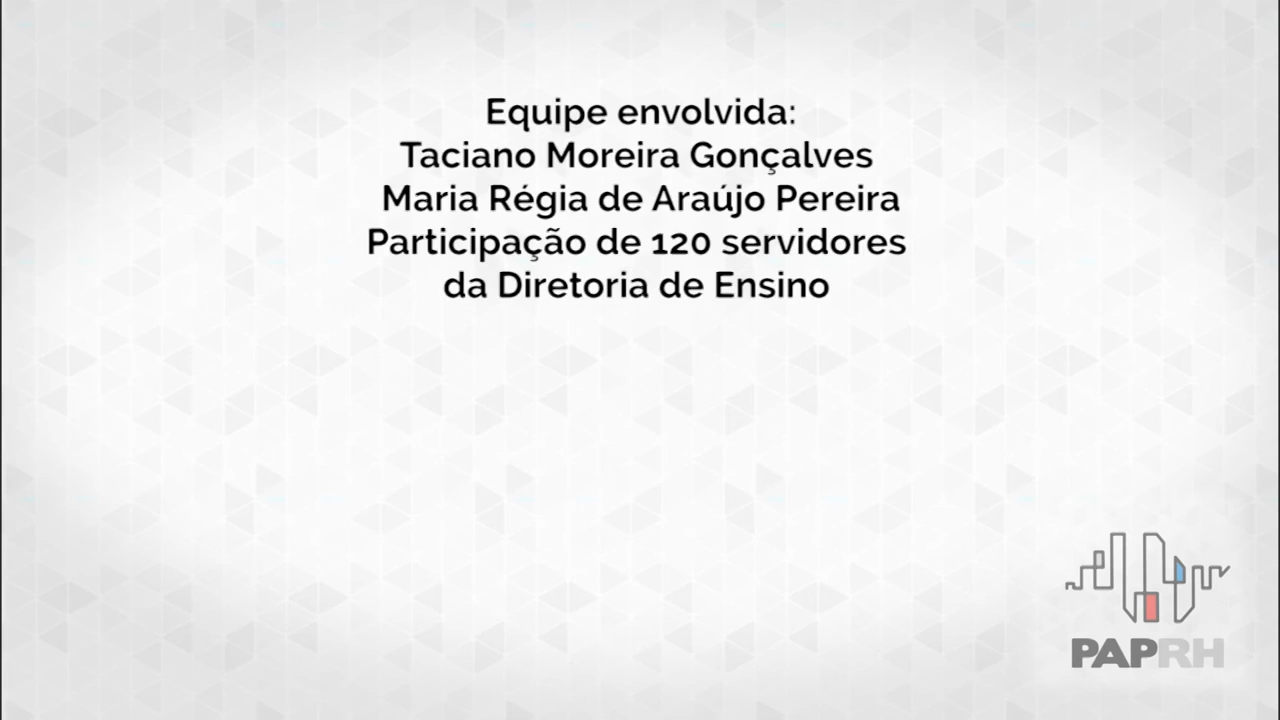 Equipe envolvida:
Taciano Moreira Gonçalves
Maria Régia de Araújo Pereira
Participação de 120 servidores
da Diretoria de Ensino
PAPRH